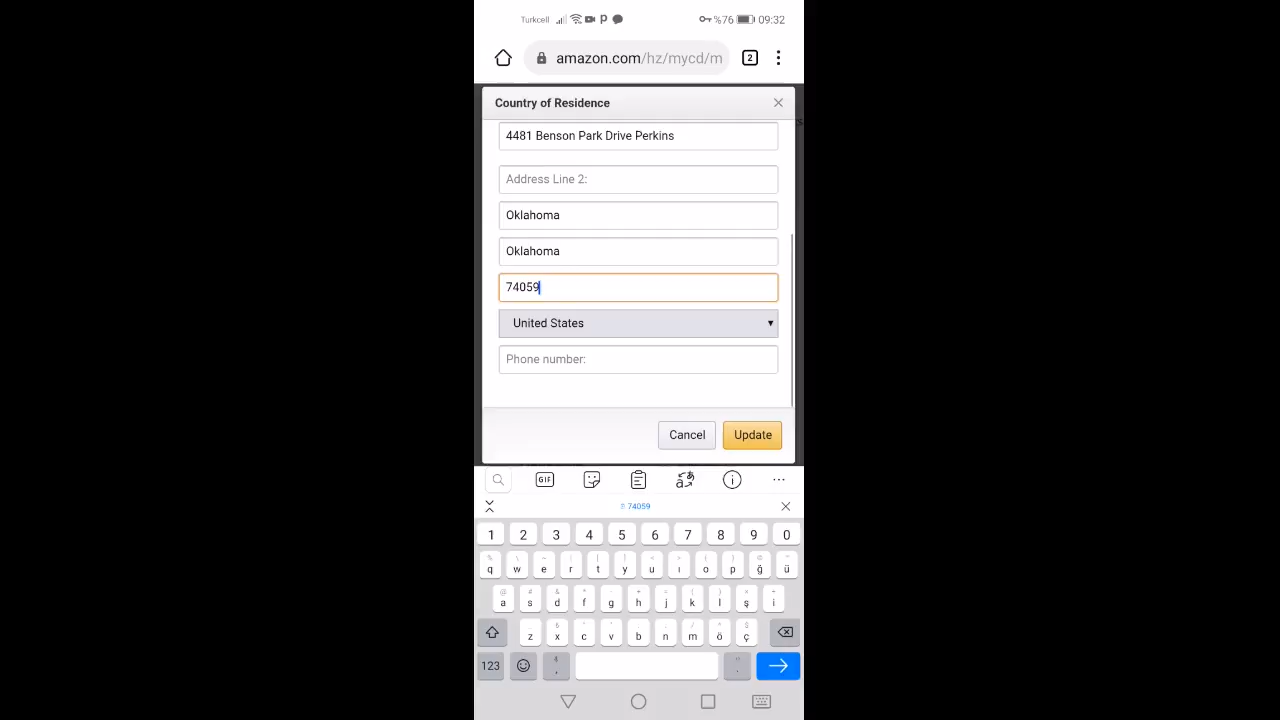 Turkcell %76 09:32
amazon.com/hz/mycd/m 2
Country of Residence
4481 Benson Park Drive Perkins
Address Line 2:
Oklahoma
Oklahoma
74059
United States
Phone number:
Cancel Update
GIF
74059
1 2 3 4 5 6 7 8 9 0
q w e r t y u ı o p ğ ü
a s d f g h j k l ş i
z x c v b n m ö ç
123 , .